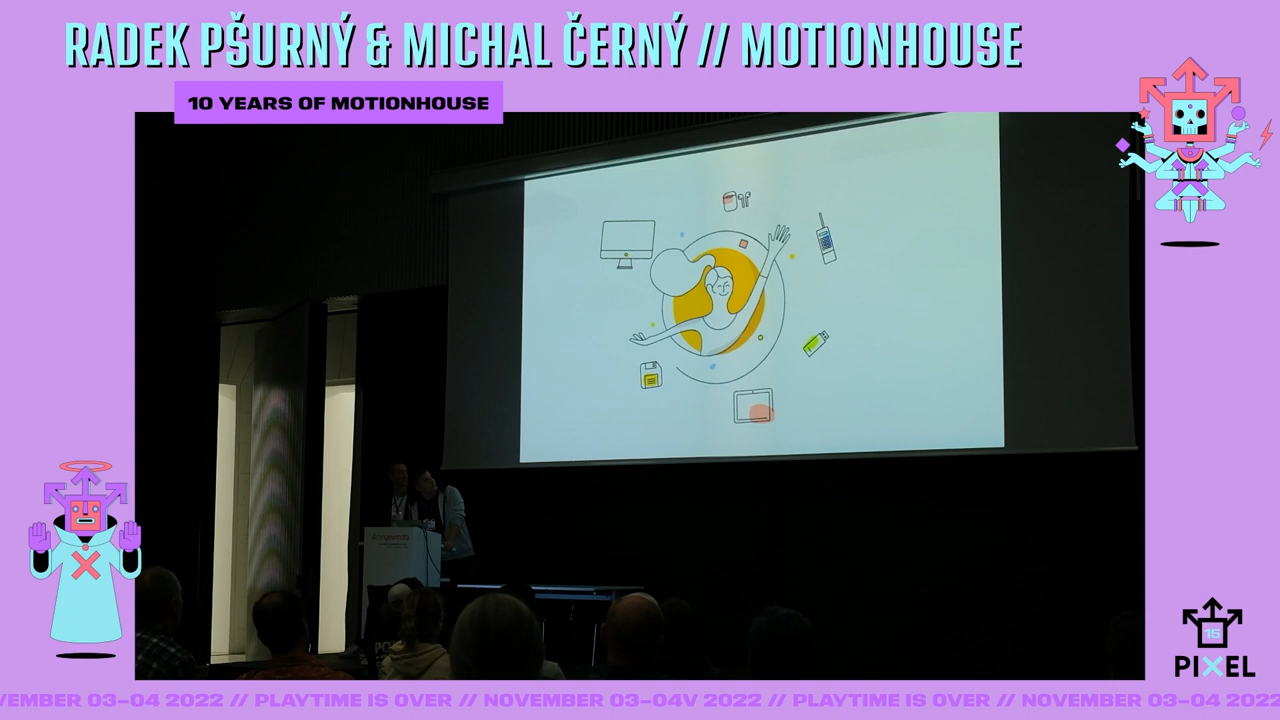 RADEK PŠURNÝ & MICHAL ČERNÝ // MOTIONHOUSE
10 YEARS OF MOTIONHOUSE
15
PIXEL
VEMBER 03-04 2022 // PLAYTIME IS OVER // NOVEMBER 03-04V 2022 // PLAYTIME IS OVER // NOVEMBER 03-04 2022